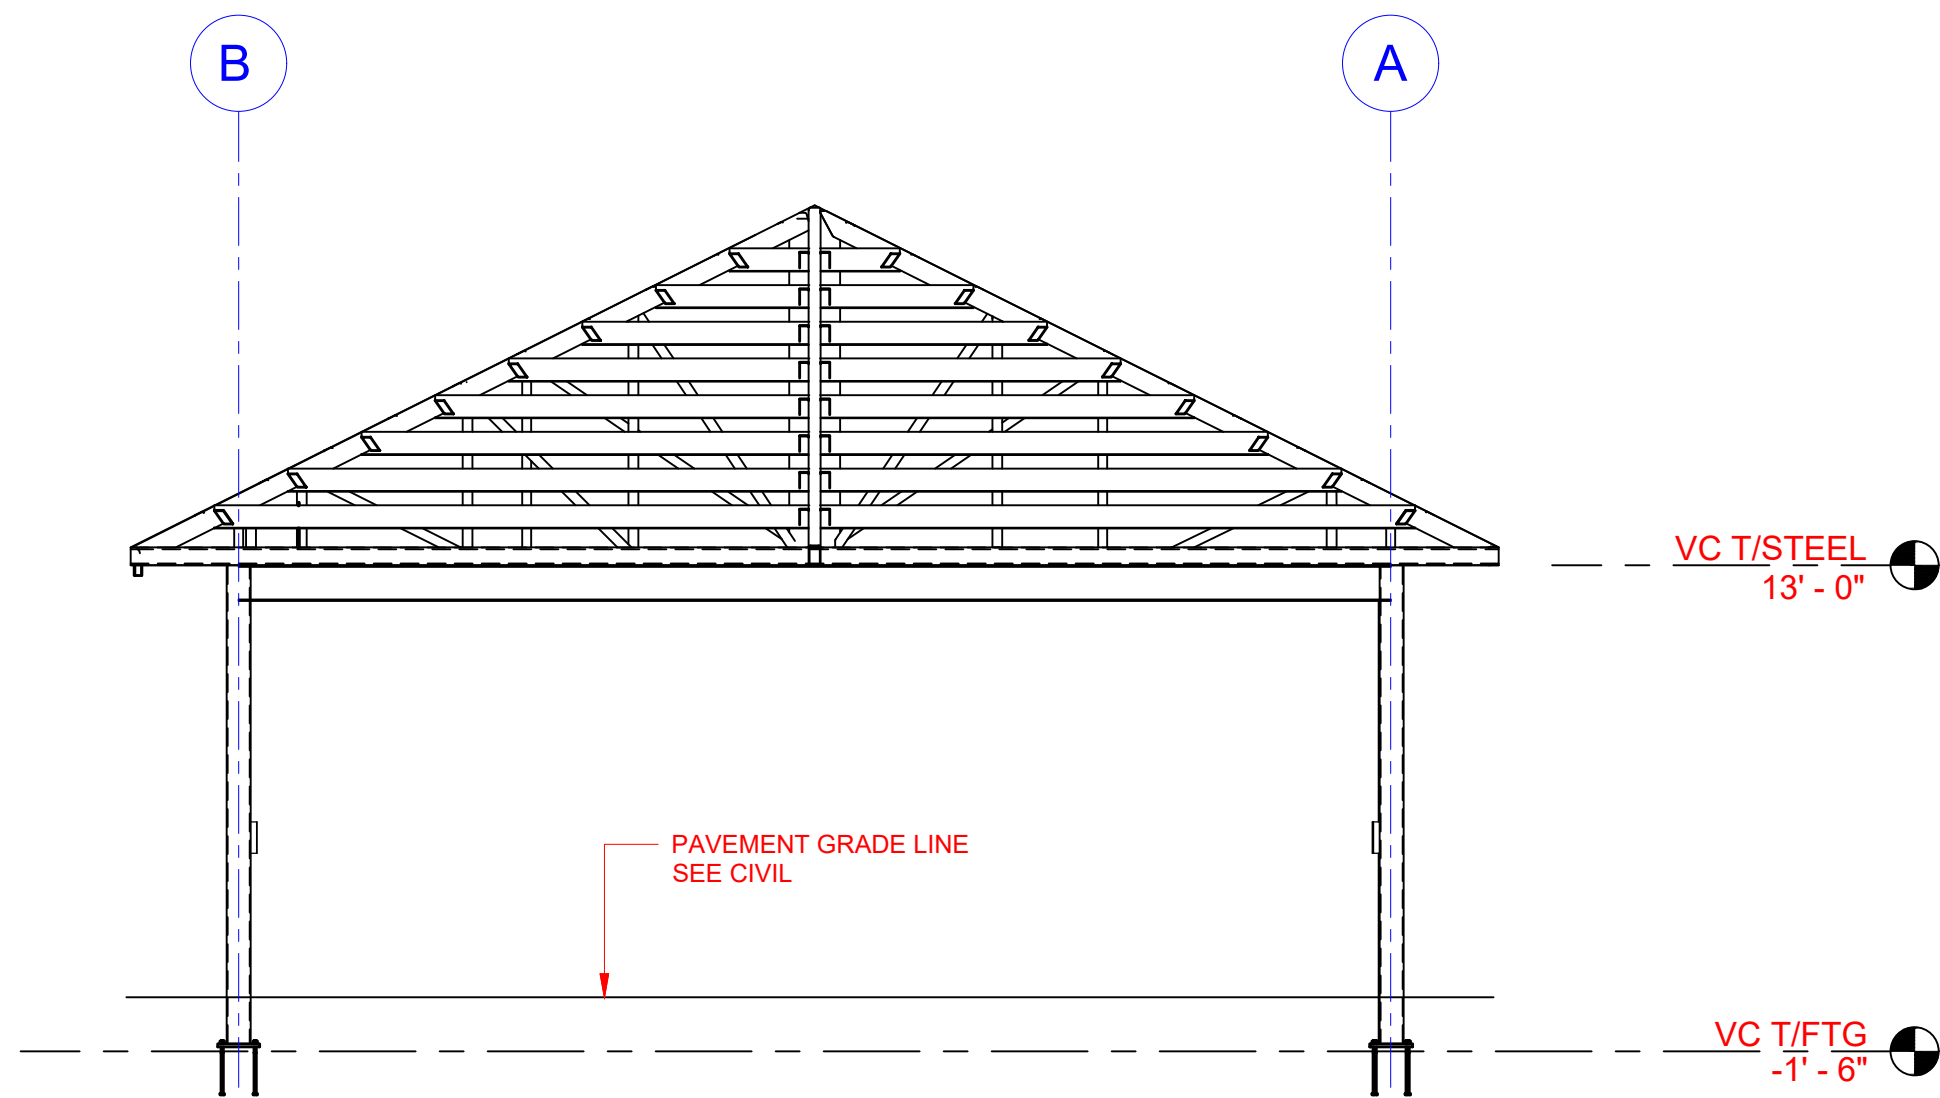 B
A
VC T/STEEL
13' - 0"
PAVEMENT GRADE LINE
SEE CIVIL
VC T/FTG
-1' - 6"